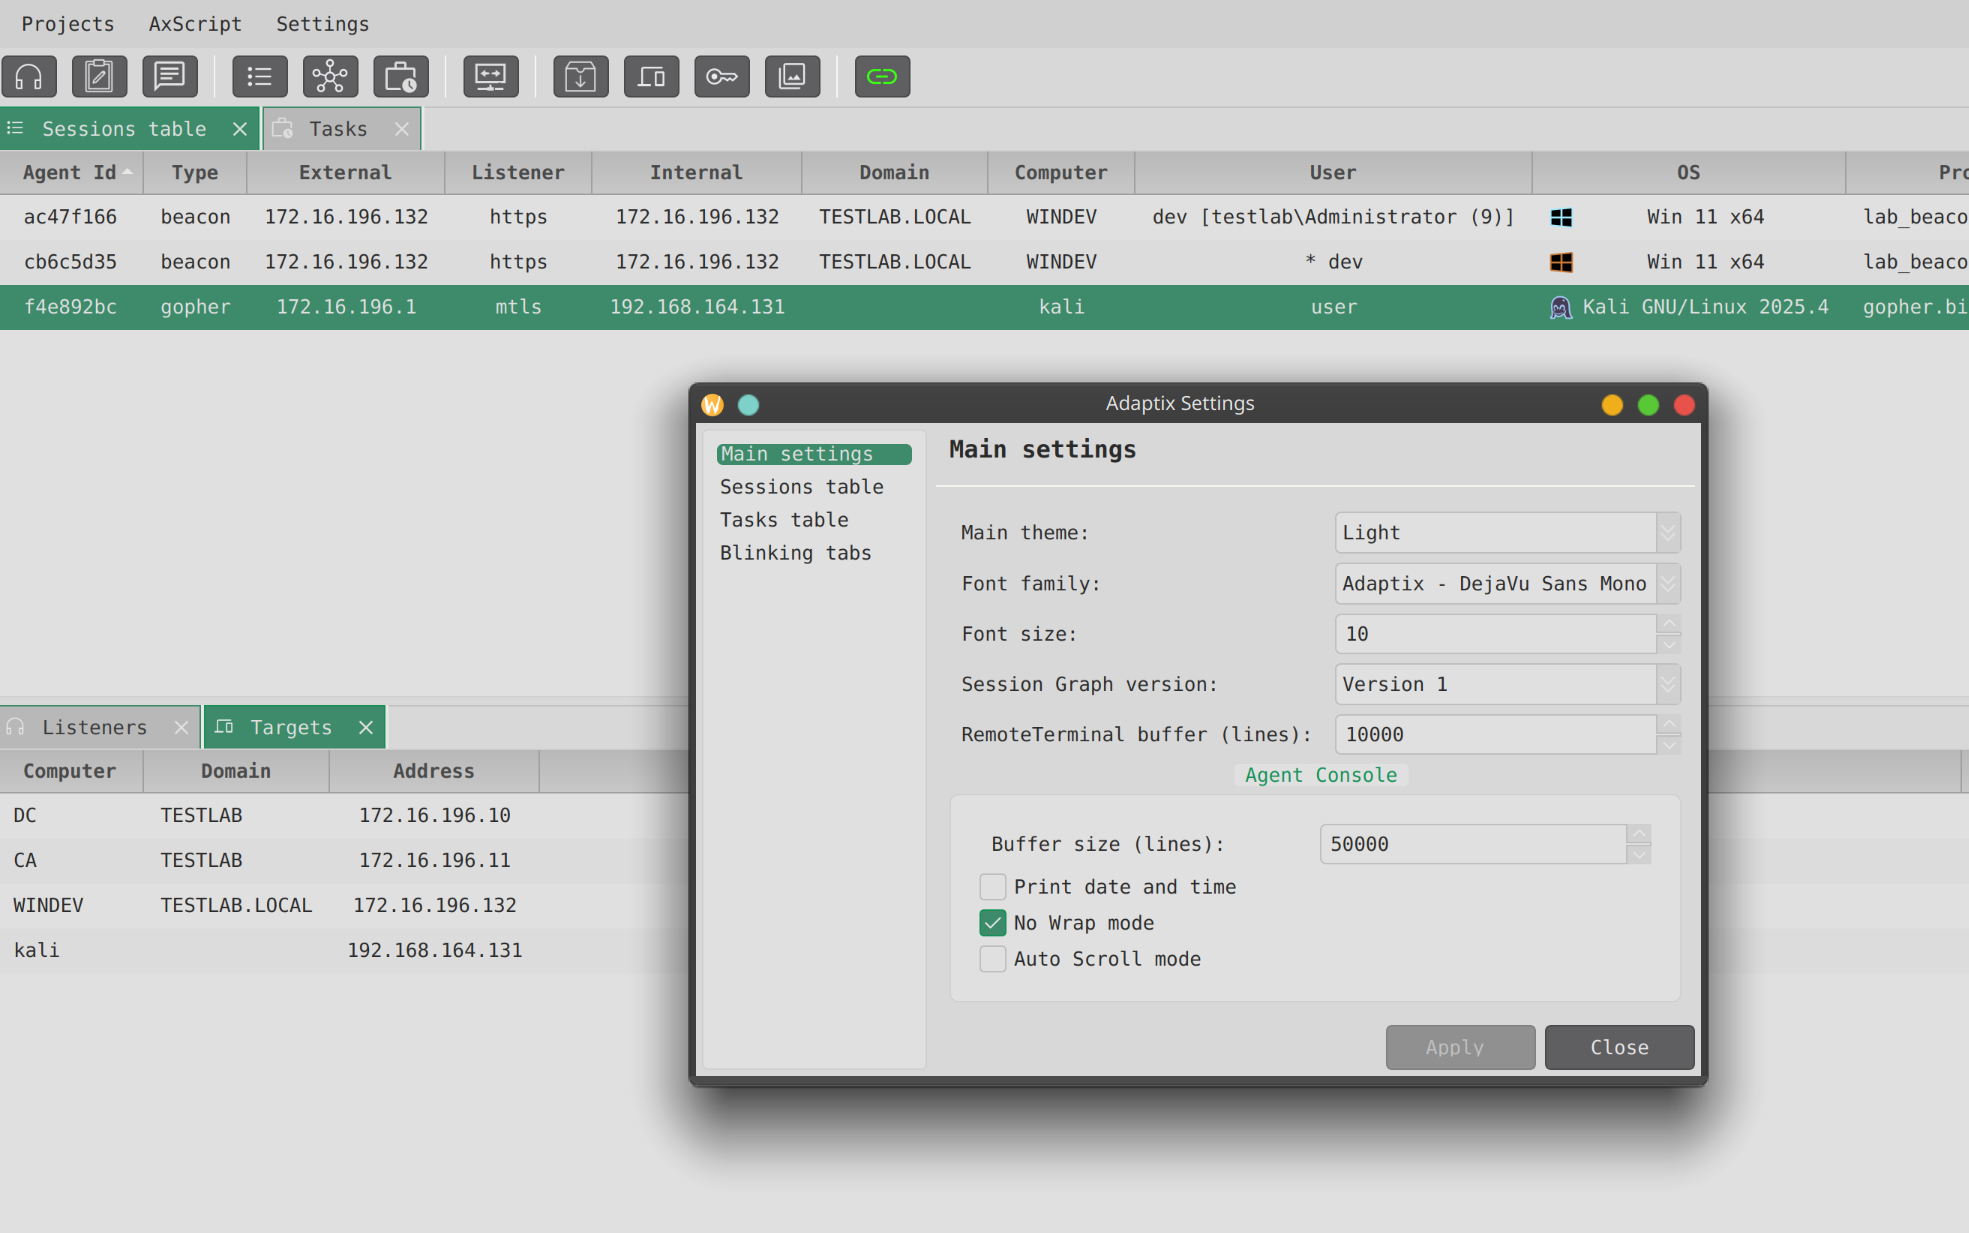 Projects AxScript Settings
Sessions table Tasks
Agent Id Type External Listener Internal Domain Computer User OS Pro
ac47f166 beacon 172.16.196.132 https 172.16.196.132 TESTLAB.LOCAL WINDEV dev [testlab\Administrator (9)] Win 11 x64 lab_beaco
cb6c5d35 beacon 172.16.196.132 https 172.16.196.132 TESTLAB.LOCAL WINDEV * dev Win 11 x64 lab_beaco
f4e892bc gopher 172.16.196.1 mtls 192.168.164.131 kali user Kali GNU/Linux 2025.4 gopher.bi
Listeners Targets
Computer Domain Address
DC TESTLAB 172.16.196.10
CA TESTLAB 172.16.196.11
WINDEV TESTLAB.LOCAL 172.16.196.132
kali 192.168.164.131
W Adaptix Settings
Main settings
Sessions table
Tasks table
Blinking tabs
Main settings
Main theme: Light
Font family: Adaptix - DejaVu Sans Mono
Font size: 10
Session Graph version: Version 1
RemoteTerminal buffer (lines): 10000
Agent Console
Buffer size (lines): 50000
Print date and time
No Wrap mode
Auto Scroll mode
Apply Close